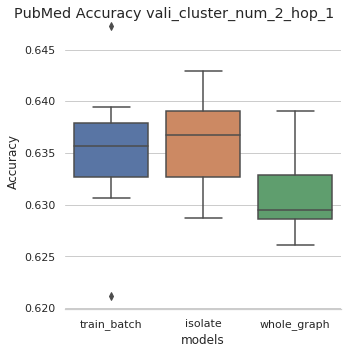 PubMed Accuracy vali_cluster_num_2_hop_1
0.645
0.640
0.635
0.630
0.625
0.620
Accuracy
train_batch isolate whole_graph
models